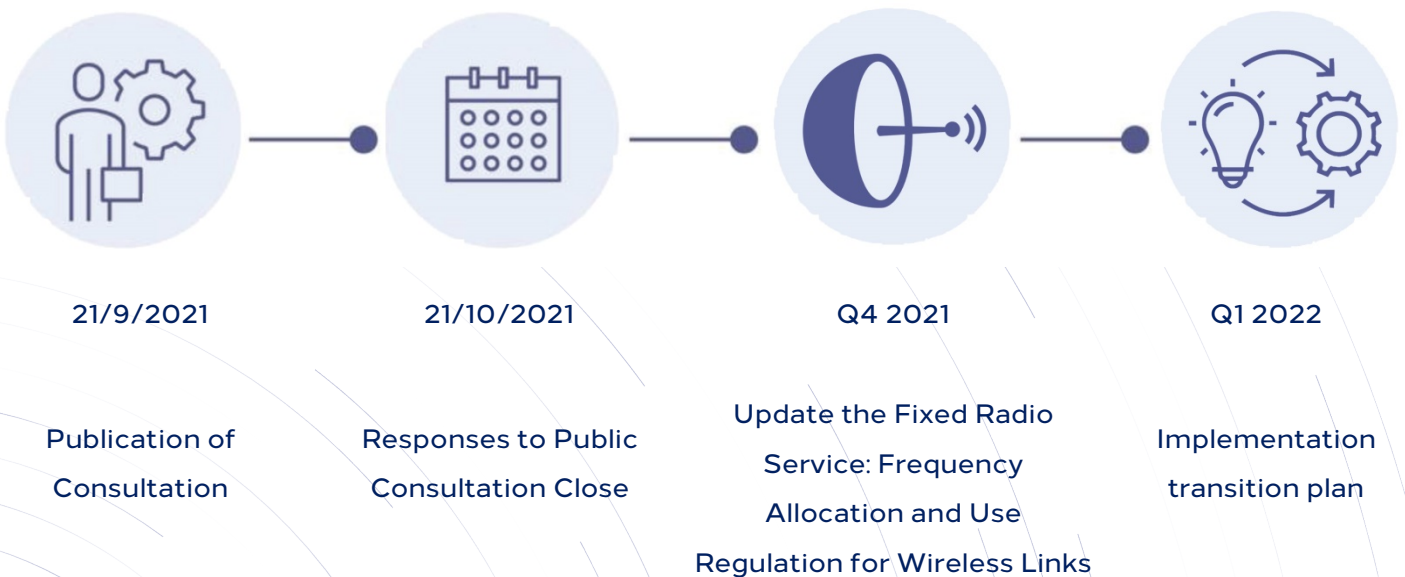 21/9/2021
21/10/2021
Q4 2021
Q1 2022
Publication of
Consultation
Responses to Public
Consultation Close
Update the Fixed Radio
Service: Frequency
Allocation and Use
Regulation for Wireless Links
Implementation
transition plan